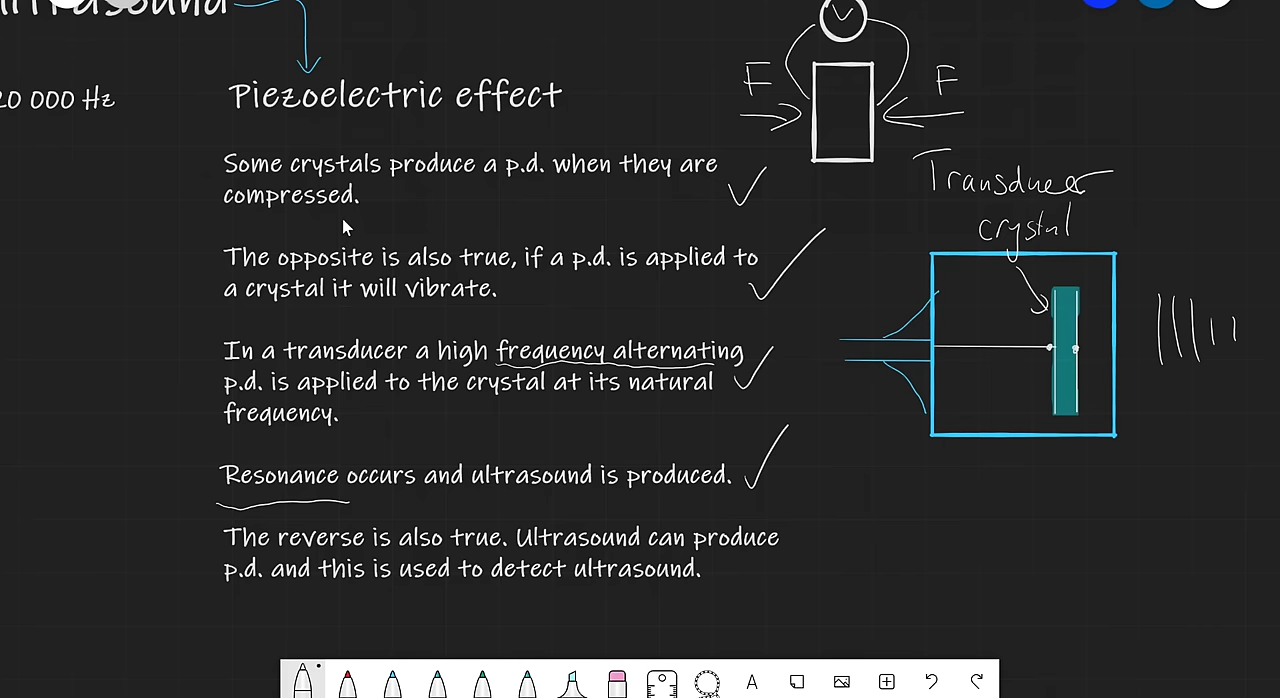 ultrasound
20 000 Hz
Piezoelectric effect
Some crystals produce a p.d. when they are
compressed.
The opposite is also true, if a p.d. is applied to
a crystal it will vibrate.
In a transducer a high frequency alternating
p.d. is applied to the crystal at its natural
frequency.
Resonance occurs and ultrasound is produced.
The reverse is also true. Ultrasound can produce
p.d. and this is used to detect ultrasound.
V
F
F
Transducer
crystal
A